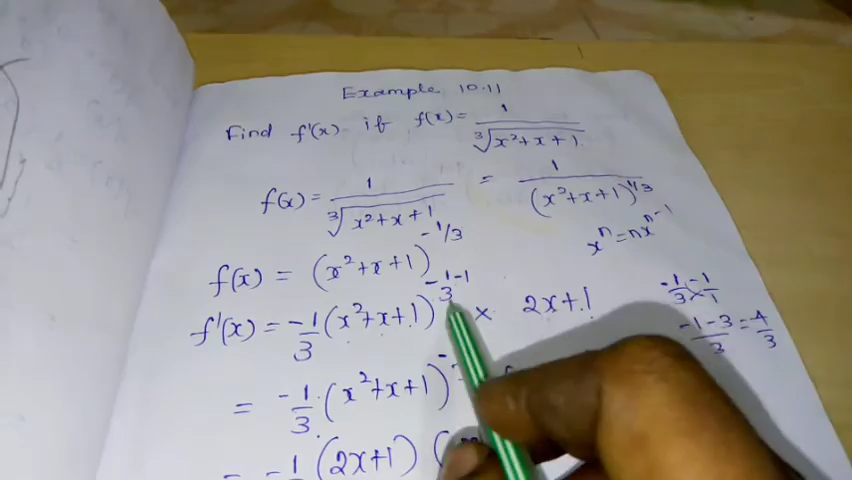 Example 10.11
Find f'(x) if f(x) = 1/∛(x²+x+1)
f(x) = 1/∛(x²+x+1) = 1/(x²+x+1)^1/3
xⁿ = nxⁿ⁻¹
f(x) = (x²+x+1)^-1/3
f'(x) = -1/3 (x²+x+1)^-1/3-1 × 2x+1
-1/3 × -1/1
-1-3/3 = -4/3
= -1/3 (x²+x+1)
= -1 (2x+1) (